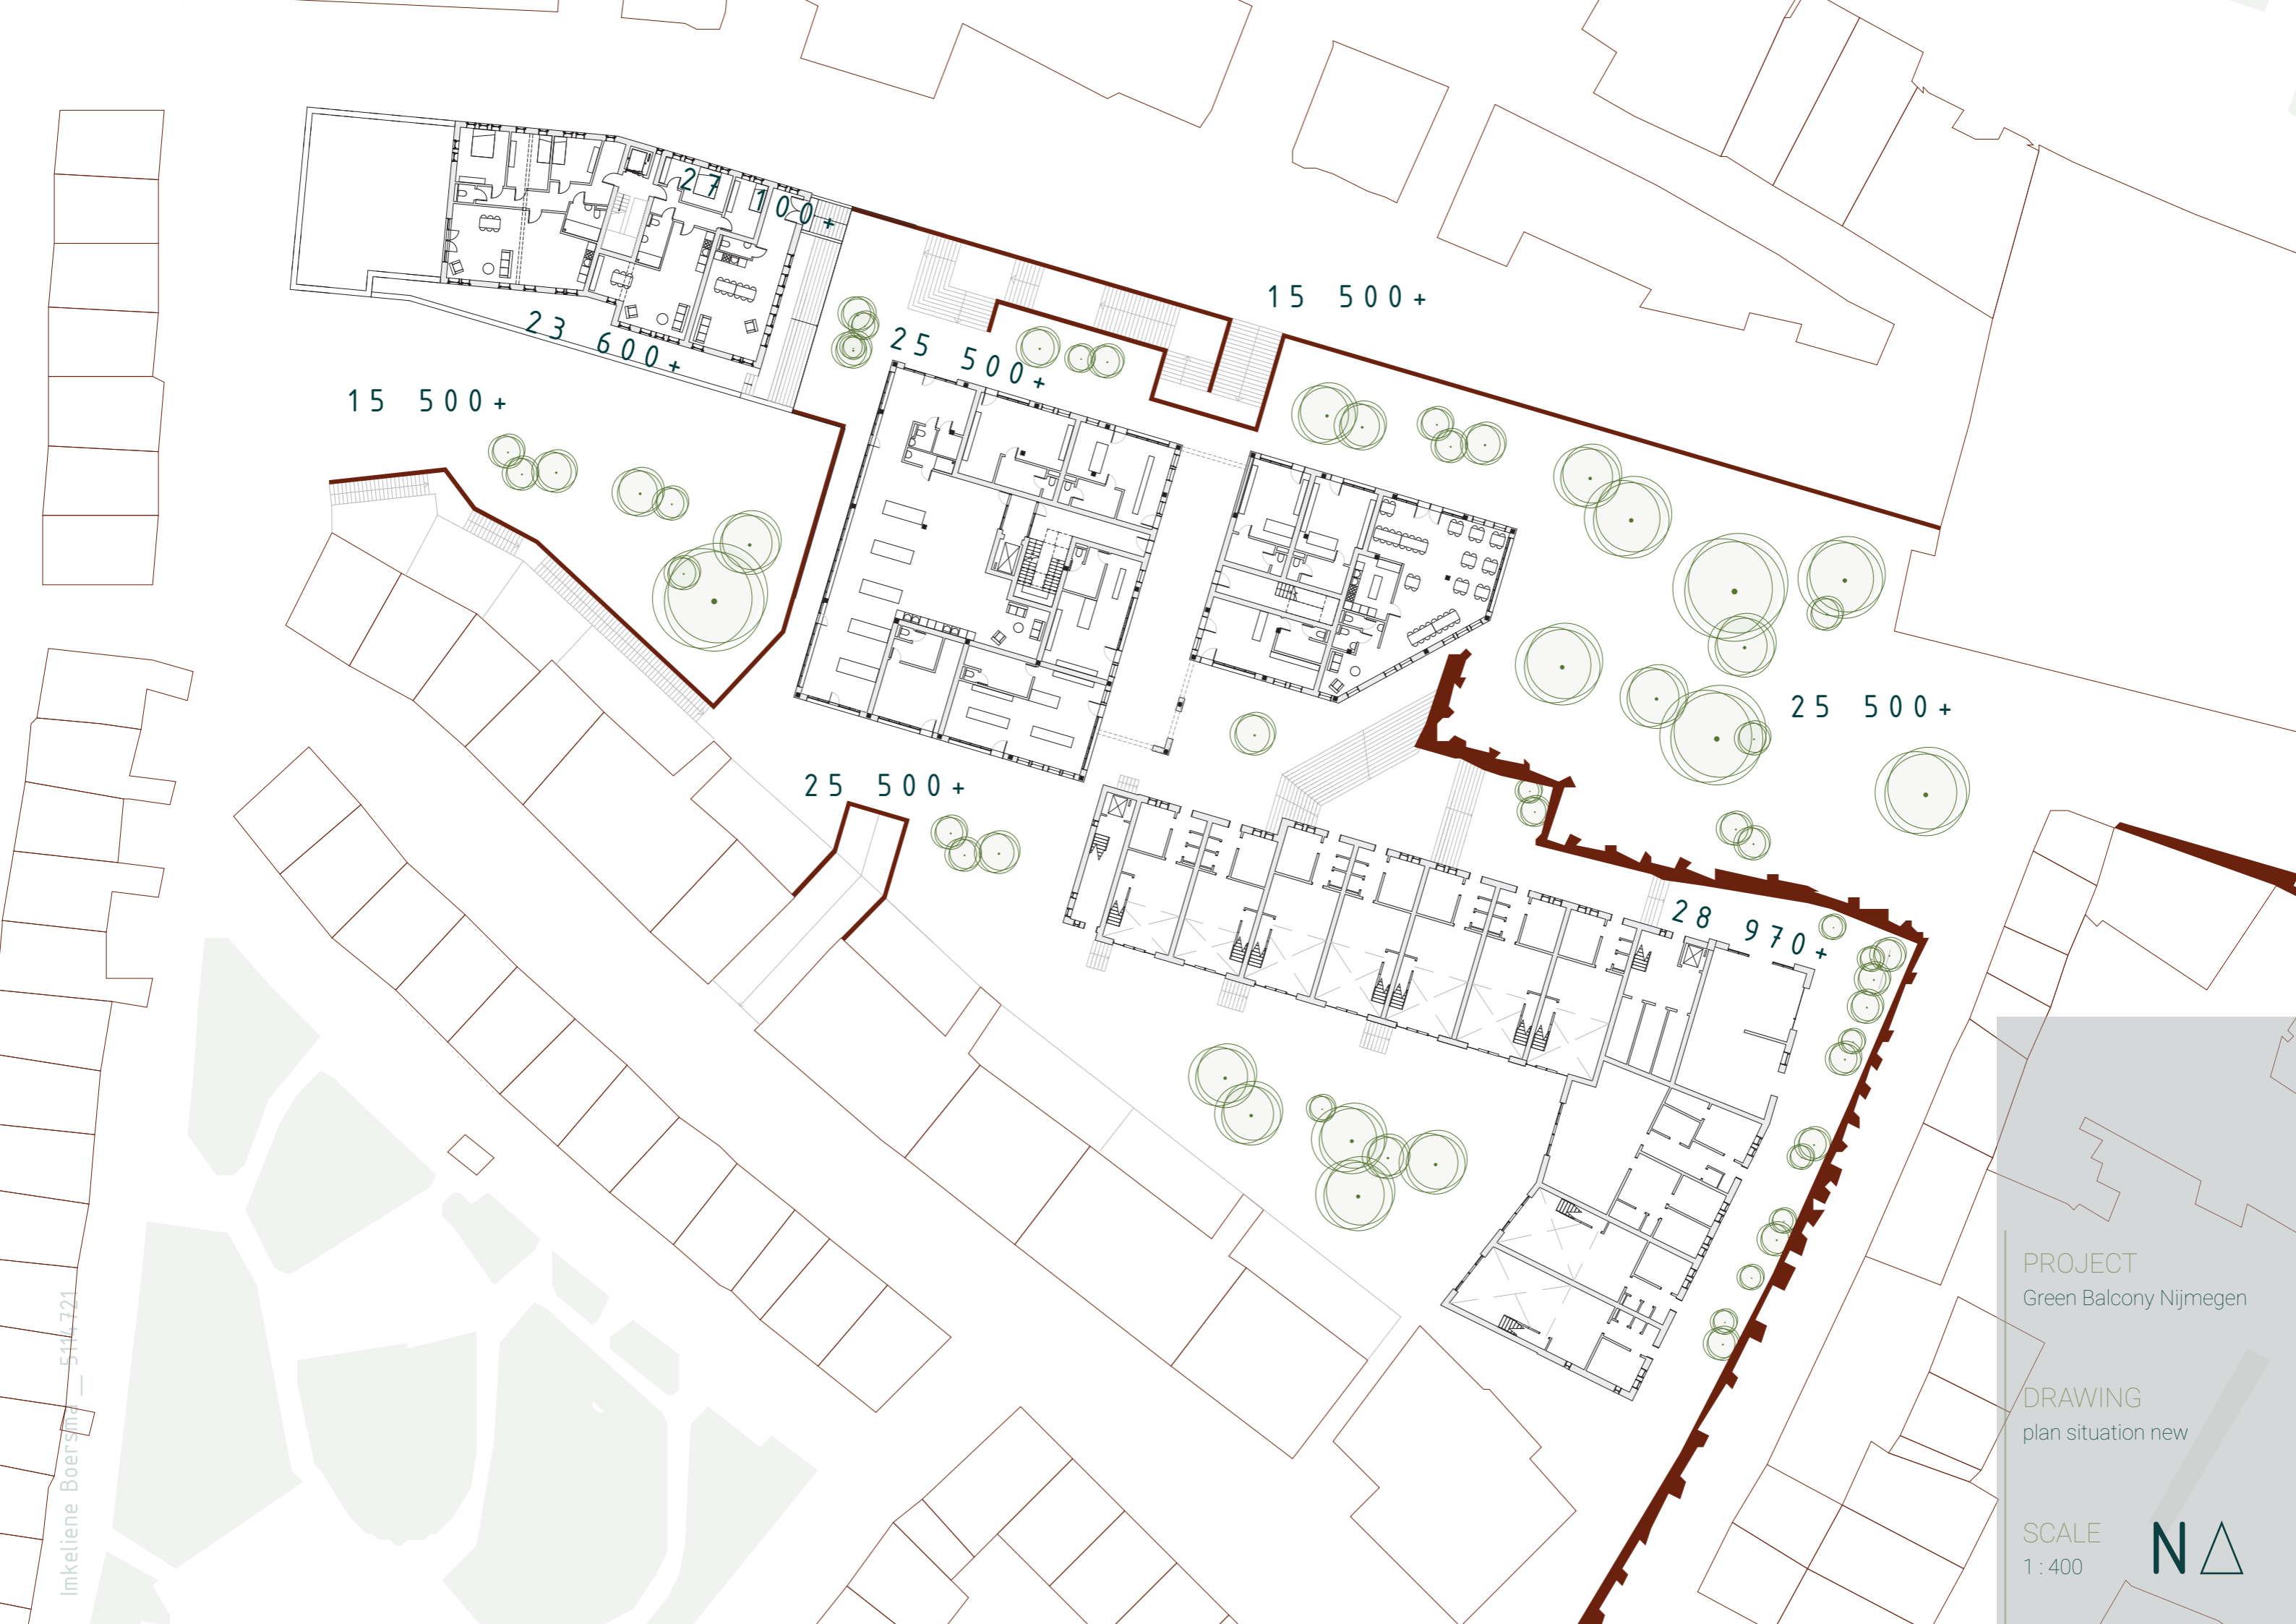 27 100+
15 500+
23 600+
25 500+
15 500+
25 500+
25 500+
28 970+
PROJECT
Green Balcony Nijmegen
DRAWING
plan situation new
SCALE
1 : 400
N
Imkeliene Boersma — 5114721